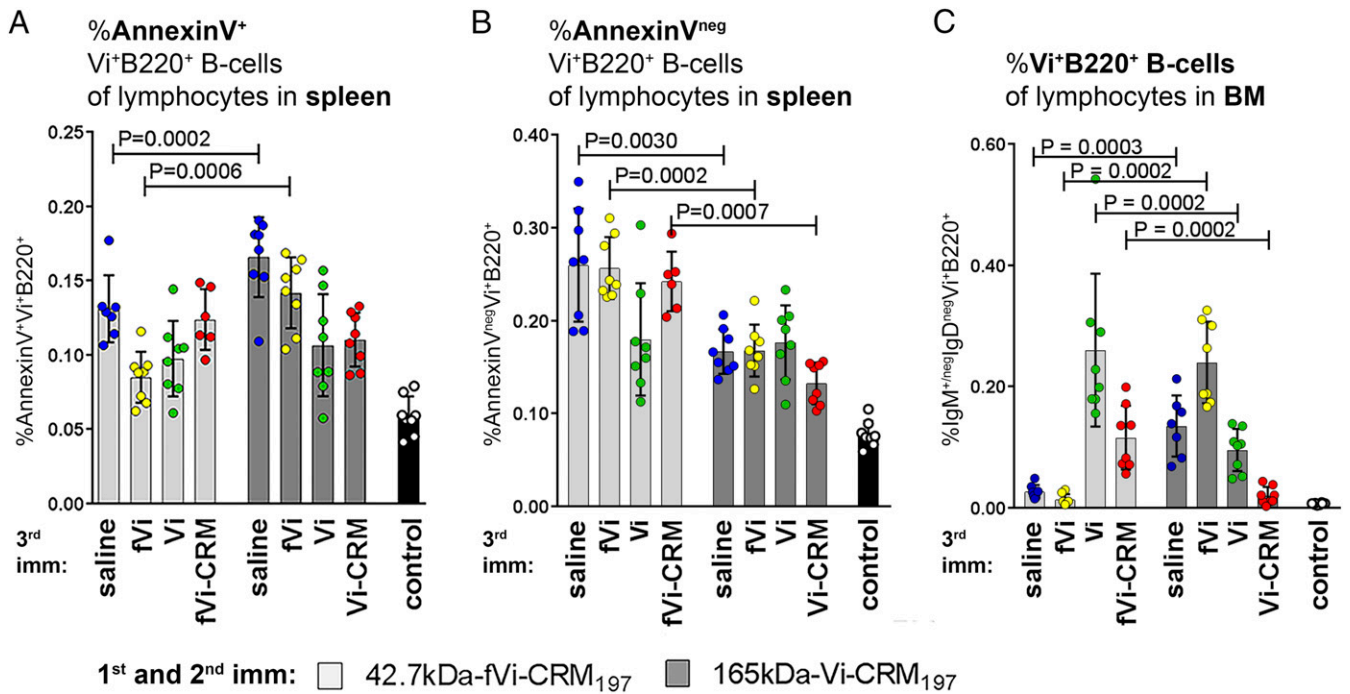 A
%AnnexinV⁺
Vi⁺B220⁺ B-cells
of lymphocytes in spleen
%AnnexinV⁺Vi⁺B220⁺
0.25
0.20
0.15
0.10
0.05
0.00
P=0.0002
P=0.0006
3rd
imm:
saline
fVi
Vi
fVi-CRM
saline
fVi
Vi
Vi-CRM
control
B
%AnnexinVneg
Vi⁺B220⁺ B-cells
of lymphocytes in spleen
%AnnexinVnegVi⁺B220⁺
0.40
0.30
0.20
0.10
0.00
P=0.0030
P=0.0002
P=0.0007
3rd
imm:
saline
fVi
Vi
fVi-CRM
saline
fVi
Vi
Vi-CRM
control
C
%Vi⁺B220⁺ B-cells
of lymphocytes in BM
%IgM+/negIgDnegVi⁺B220⁺
0.60
0.40
0.20
0.00
P = 0.0003
P = 0.0002
P = 0.0002
P = 0.0002
3rd
imm:
saline
fVi
Vi
fVi-CRM
saline
fVi
Vi
Vi-CRM
control
1st and 2nd imm: 42.7kDa-fVi-CRM₁₉₇ 165kDa-Vi-CRM₁₉₇